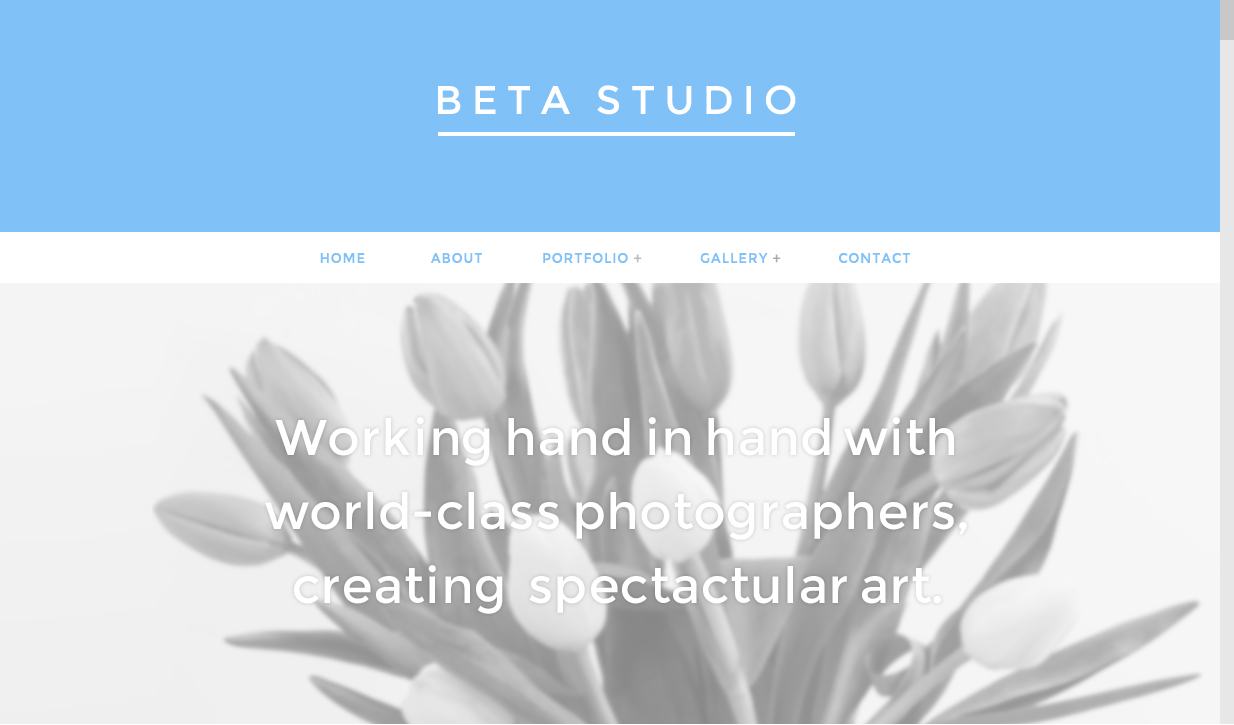 BETA STUDIO
HOME ABOUT PORTFOLIO + GALLERY + CONTACT
Working hand in hand with
world-class photographers,
creating spectactular art.